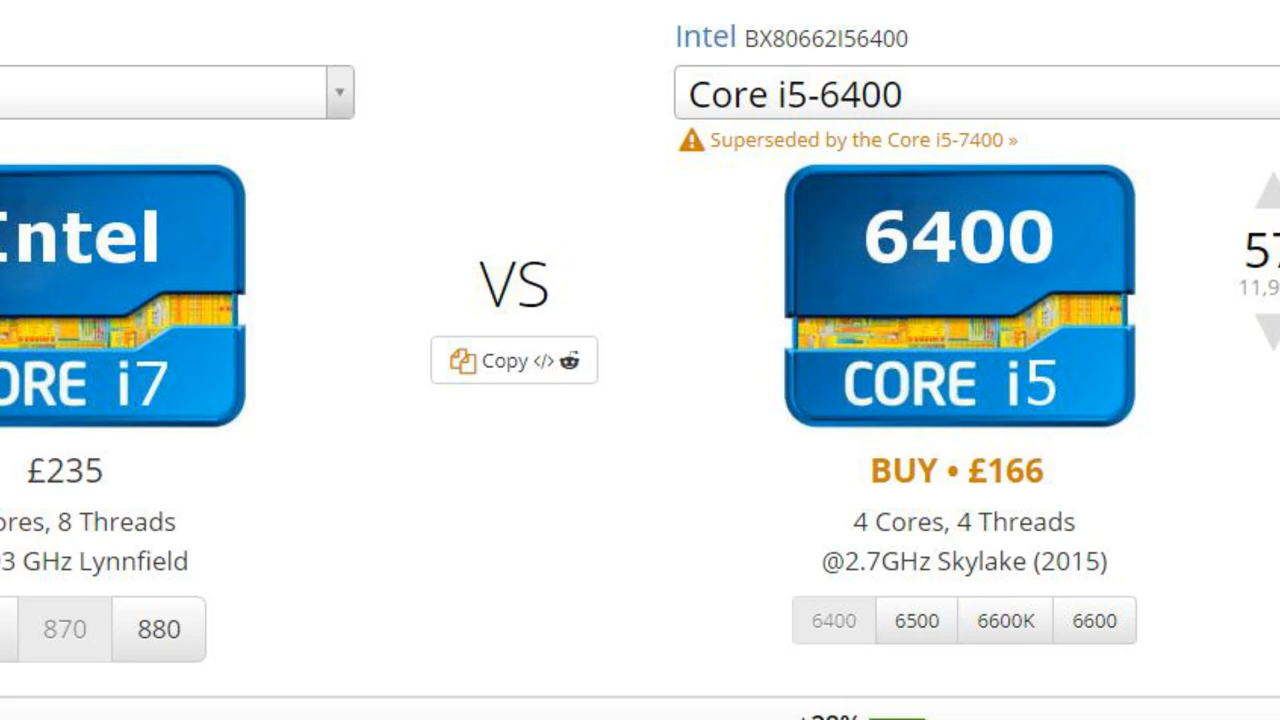 Intel BX80662I56400
Core i5-6400
Superseded by the Core i5-7400 »
Intel
6400
VS
Copy </>
ORE i7
CORE i5
£235
BUY • £166
ores, 8 Threads
4 Cores, 4 Threads
3 GHz Lynnfield
@2.7GHz Skylake (2015)
870 880
6400 6500 6600K 6600